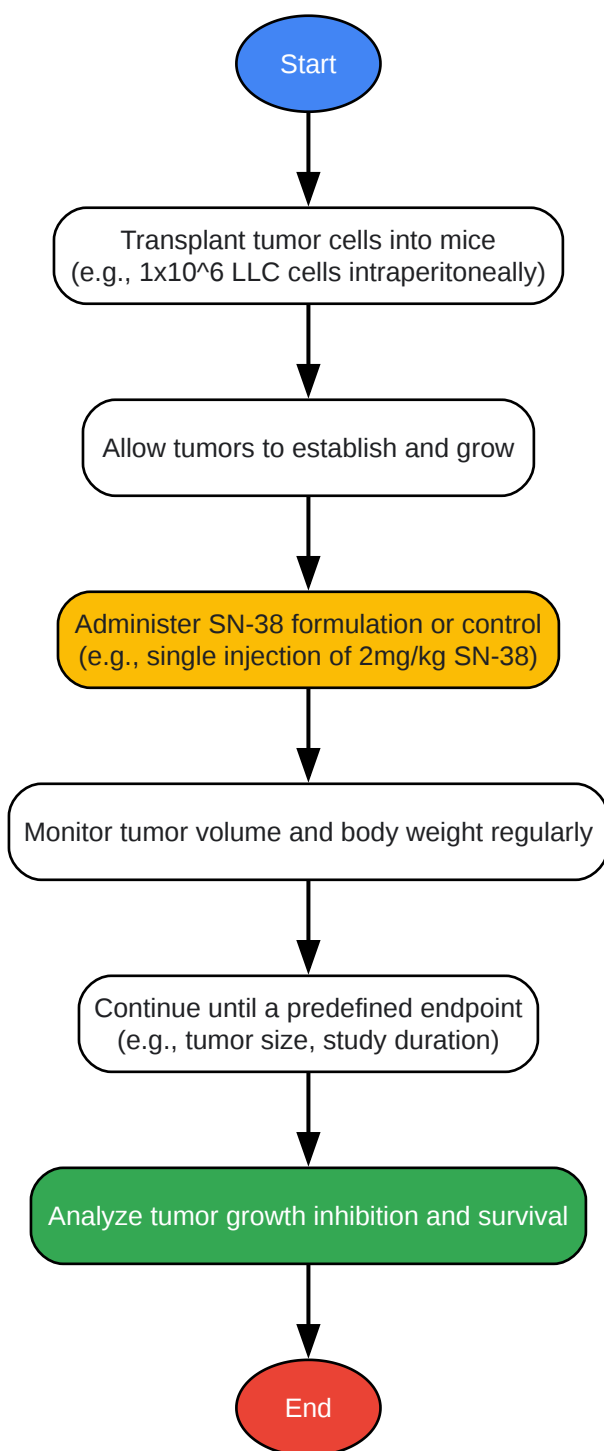 Start
Transplant tumor cells into mice
(e.g., 1x10^6 LLC cells intraperitoneally)
Allow tumors to establish and grow
Administer SN-38 formulation or control
(e.g., single injection of 2mg/kg SN-38)
Monitor tumor volume and body weight regularly
Continue until a predefined endpoint
(e.g., tumor size, study duration)
Analyze tumor growth inhibition and survival
End